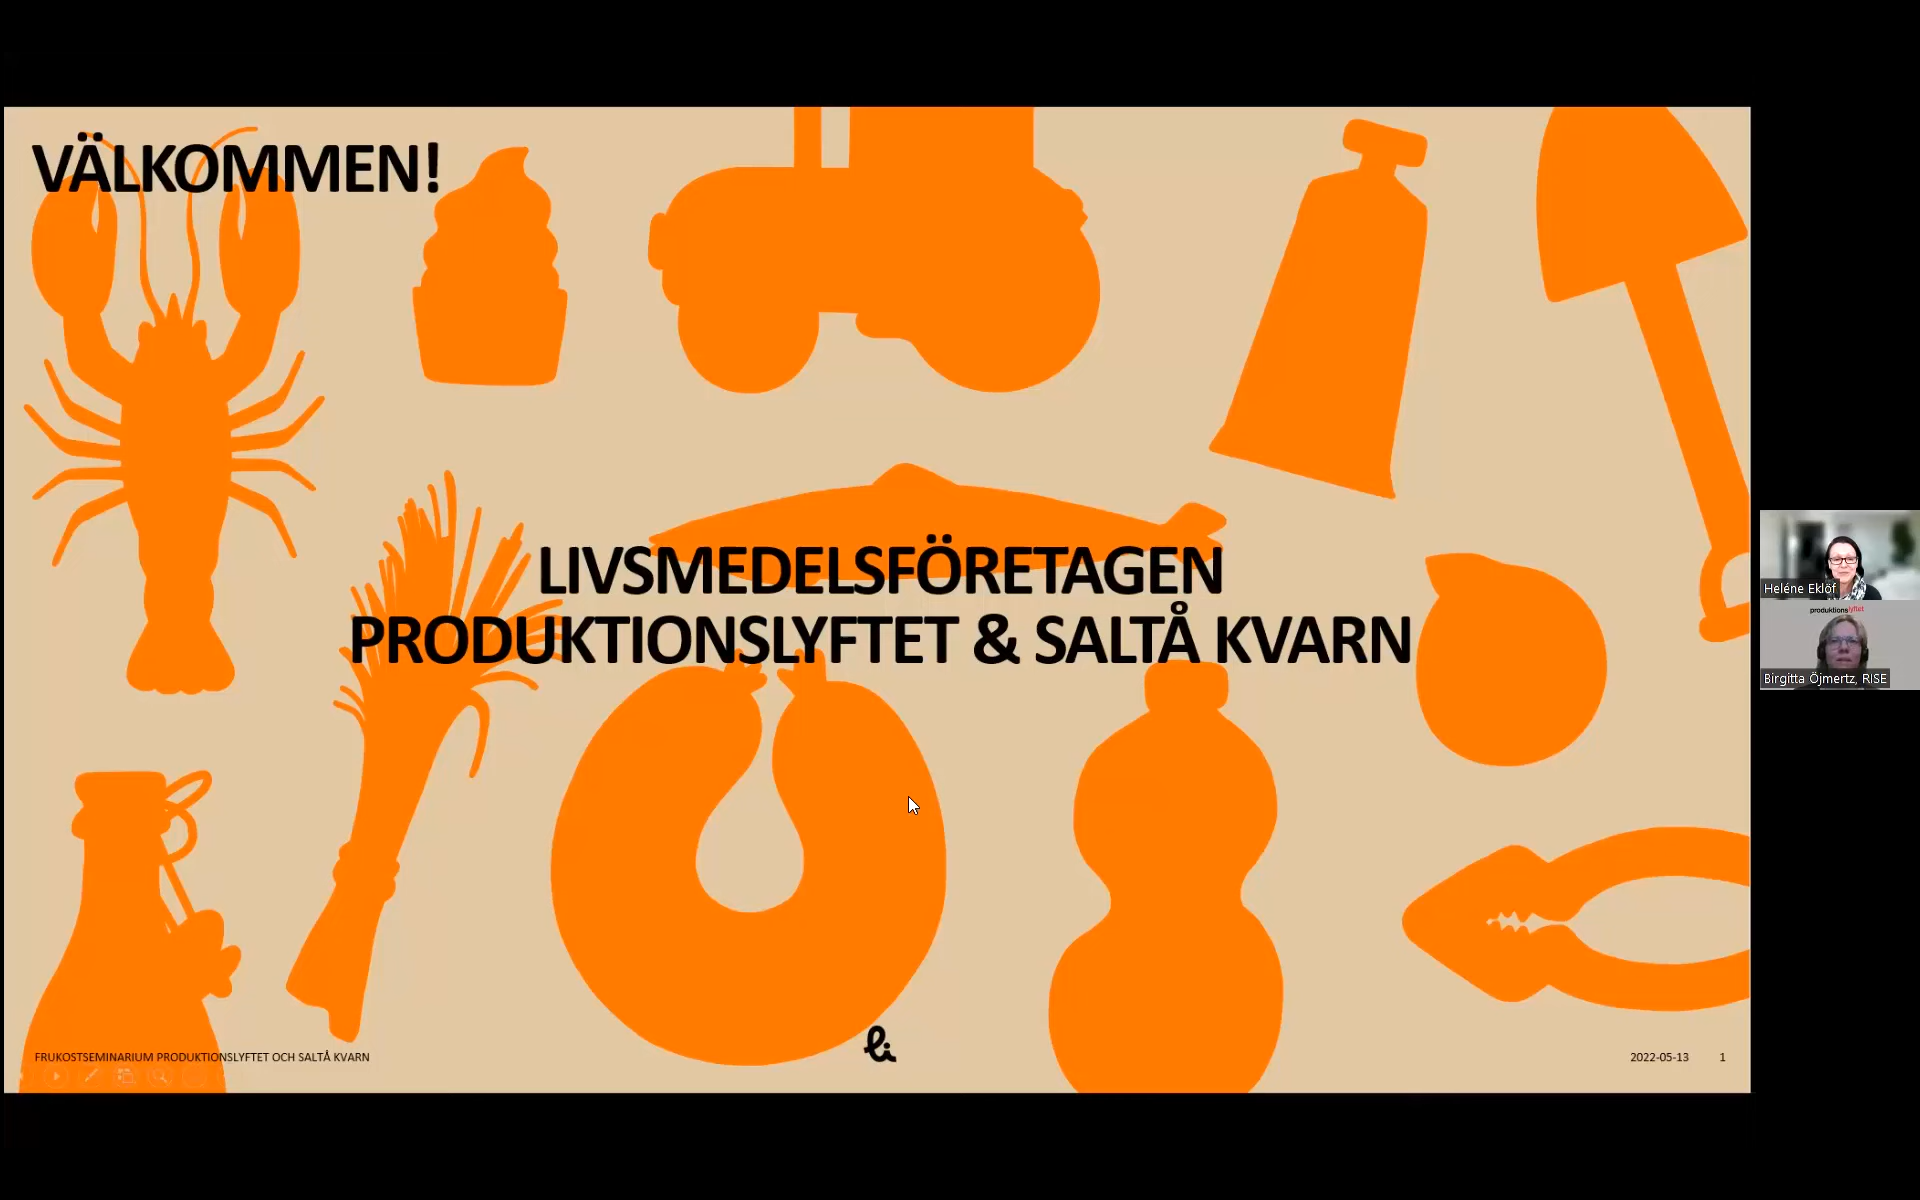 VÄLKOMMEN!
LIVSMEDELSFÖRETAGEN
PRODUKTIONSLYFTET & SALTÅ KVARN
FRUKOSTSEMINARIUM PRODUKTIONSLYFTET OCH SALTÅ KVARN
li
2022-05-13 1
Heléne Eklöf
produktionslyftet
Birgitta Öjmertz, RISE